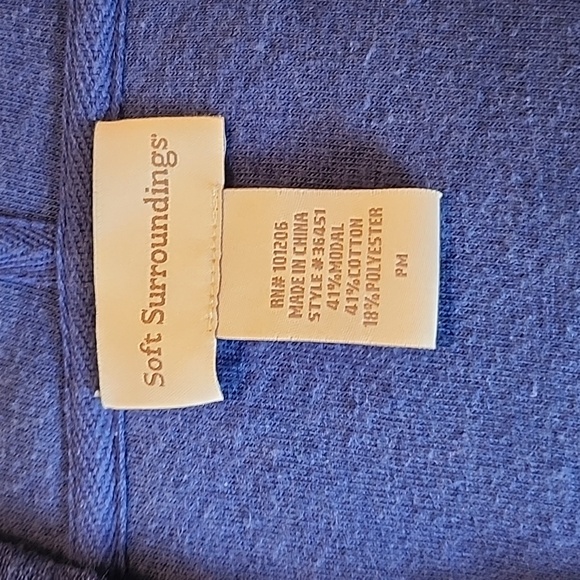 Soft Surroundings®
RN# 101206
MADE IN CHINA
STYLE #36451
41%MODAL
41%COTTON
18%POLYESTER
PM